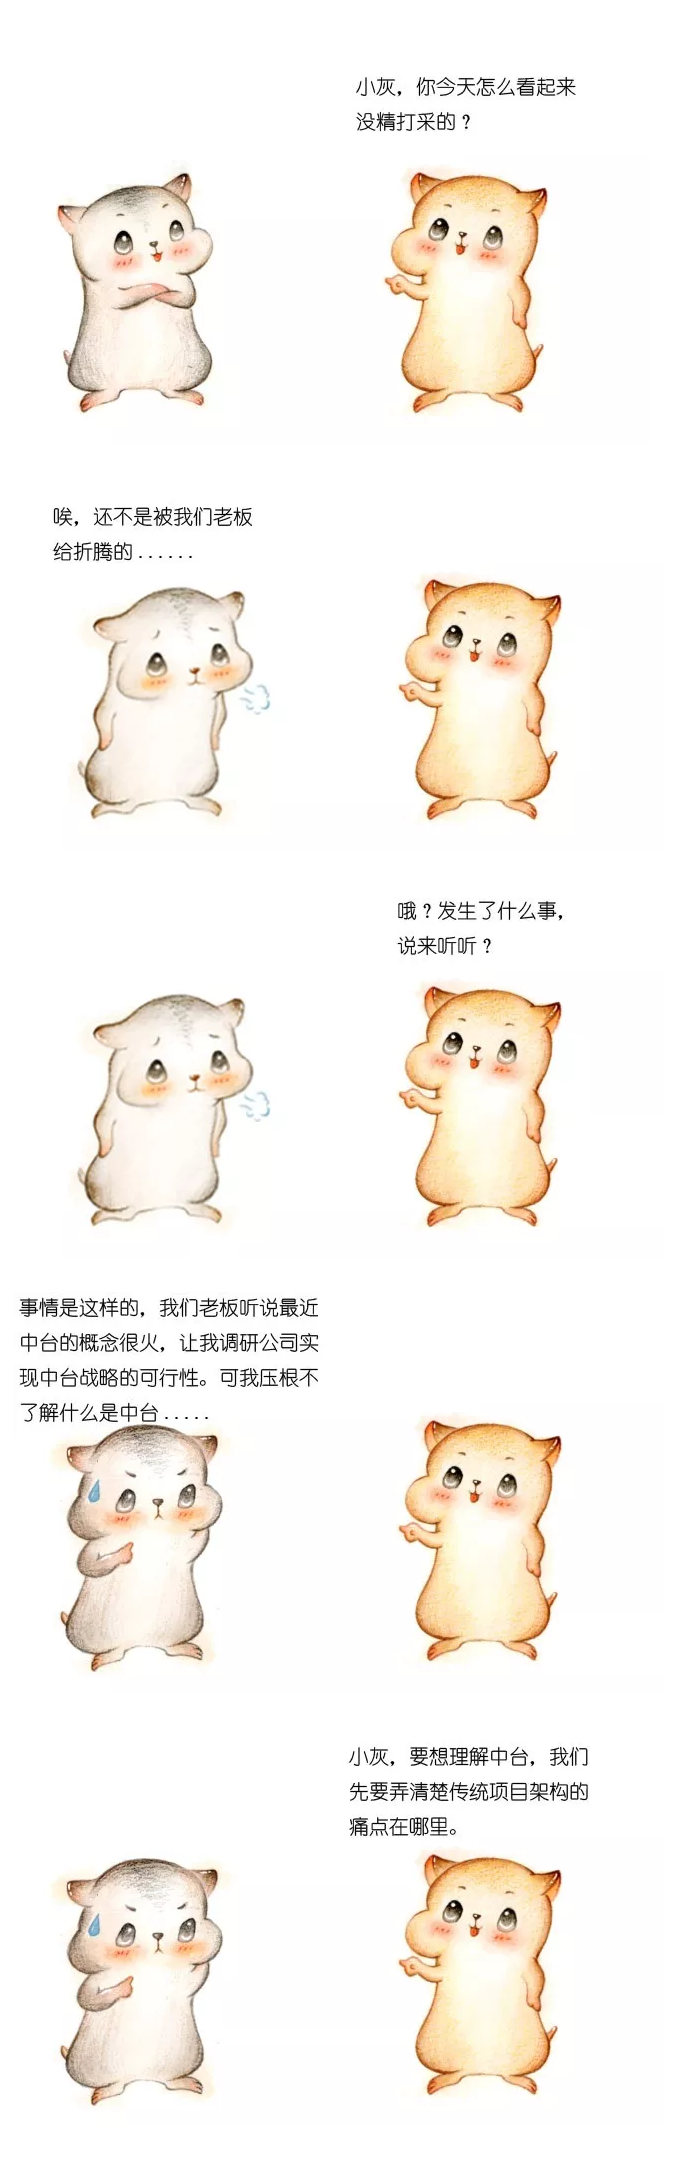 小灰，你今天怎么看起来
没精打采的？
唉，还不是被我们老板
给折腾的......
哦？发生了什么事，
说来听听？
事情是这样的，我们老板听说最近
中台的概念很火，让我调研公司实
现中台战略的可行性。可我压根不
了解什么是中台.....
小灰，要想理解中台，我们
先要弄清楚传统项目架构的
痛点在哪里。